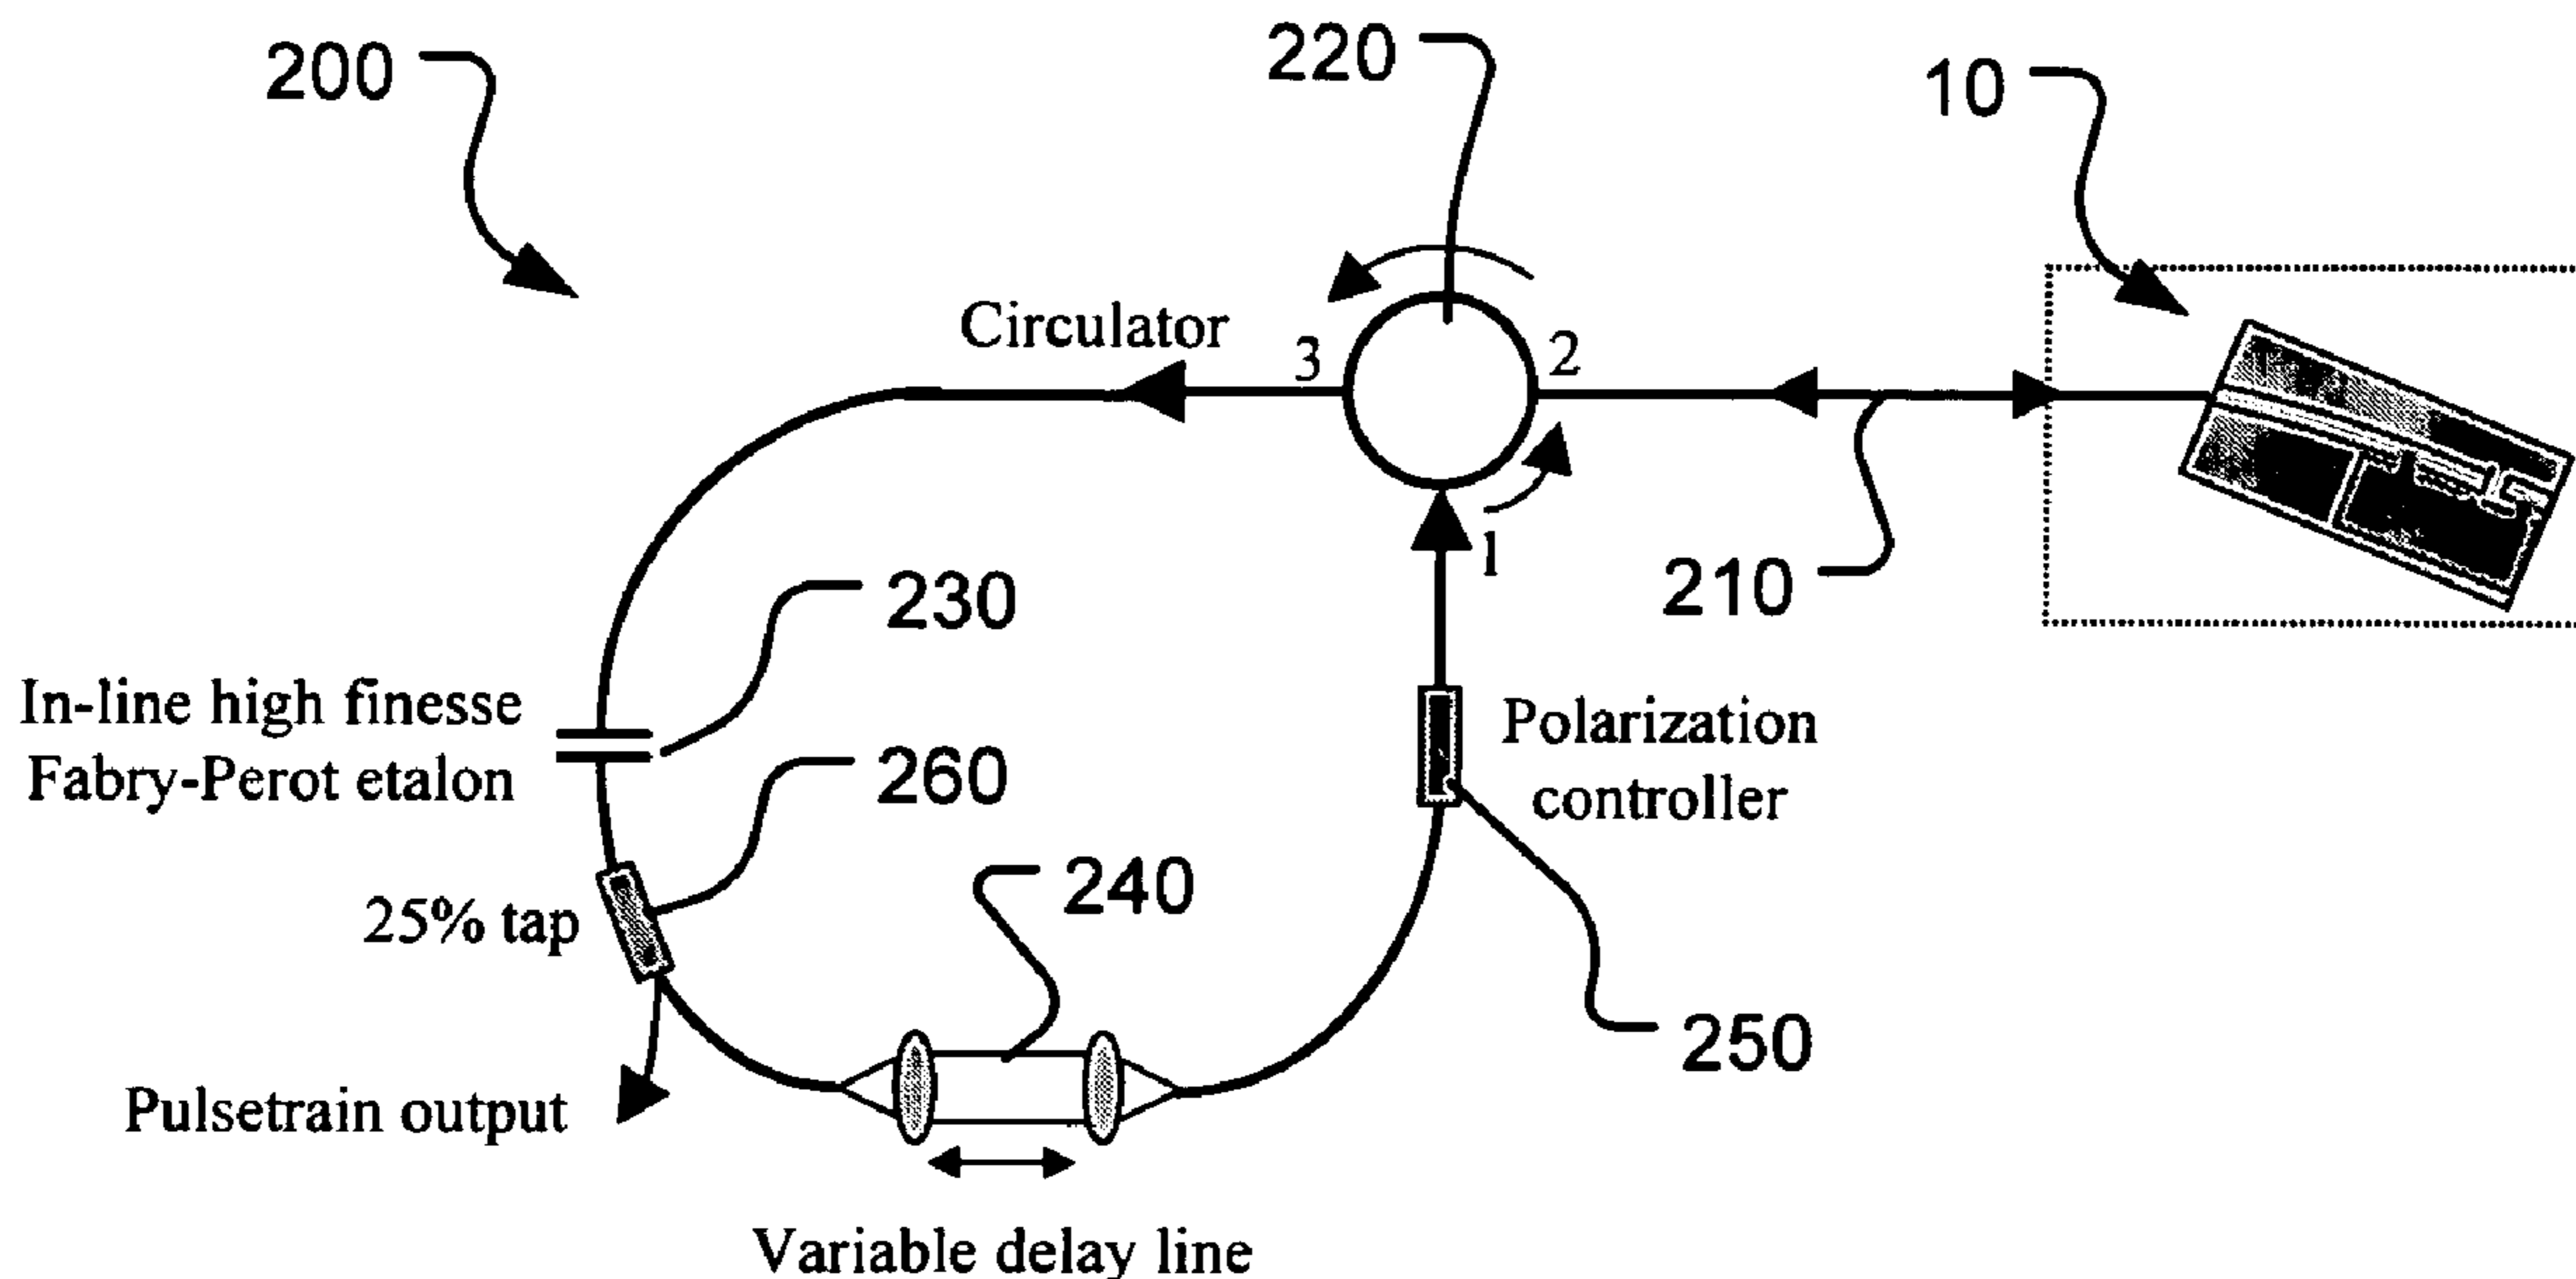 200
220
10
Circulator
3
2
1
210
230
In-line high finesse
Fabry-Perot etalon
260
Polarization
controller
25% tap
240
250
Pulsetrain output
Variable delay line